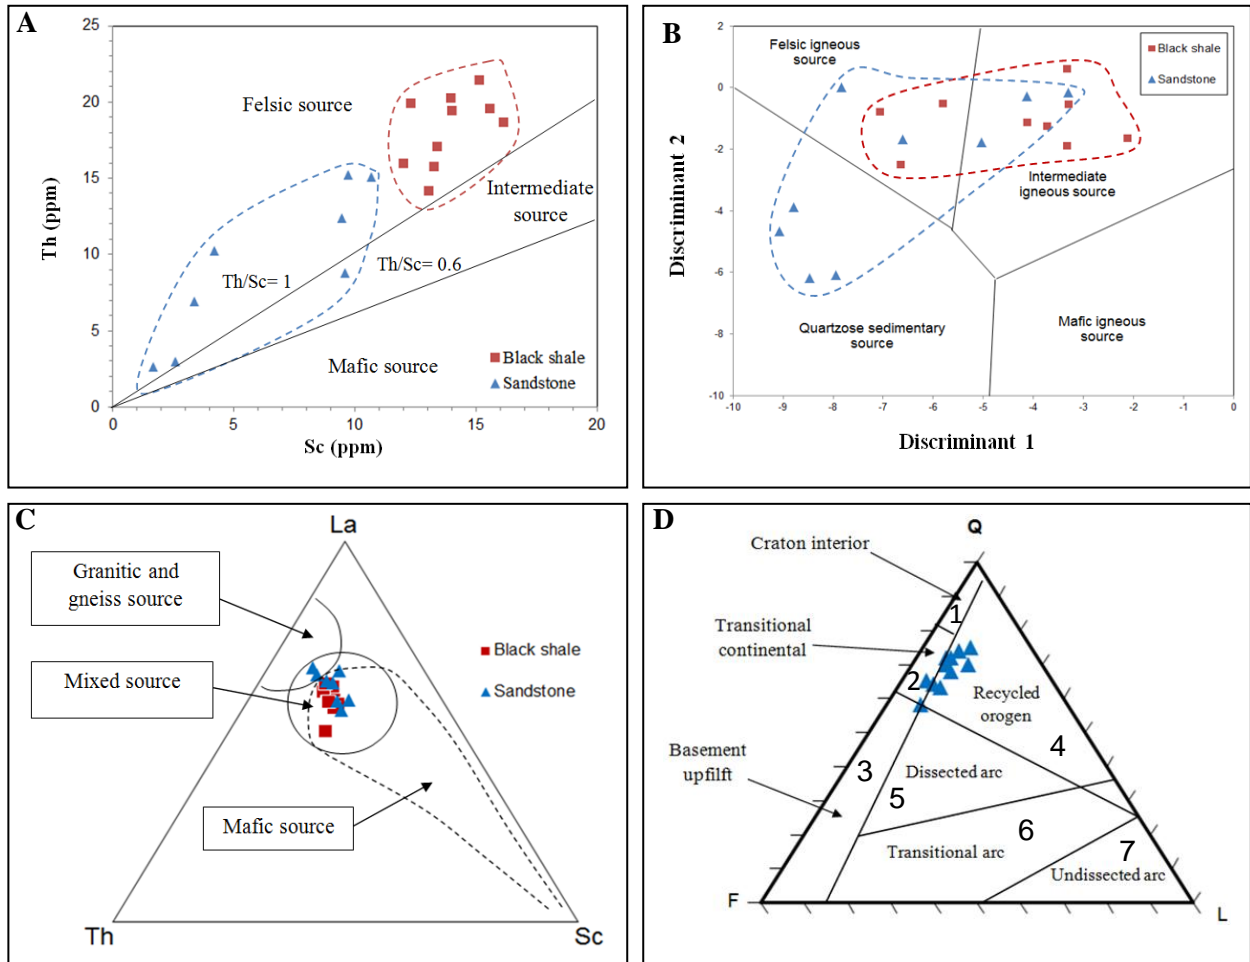 A
25
20
15
10
5
0
0
5
10
15
20
Th (ppm)
Sc (ppm)
Felsic source
Intermediate
source
Th/Sc= 1
Th/Sc= 0.6
Mafic source
Black shale
Sandstone
B
2
0
-2
-4
-6
-8
-10
-10
-9
-8
-7
-6
-5
-4
-3
-2
-1
0
Discriminant 2
Discriminant 1
Felsic igneous
source
Black shale
Sandstone
Intermediate
igneous source
Quartzose sedimentary
source
Mafic igneous
source
C
La
Granitic and
gneiss source
Mixed source
Black shale
Sandstone
Mafic source
Th
Sc
D
Q
Craton interior
1
Transitional
continental
2
Recycled
orogen
4
Basement
upfilft
3
Dissected arc
5
6
Transitional arc
7
Undissected arc
F
L